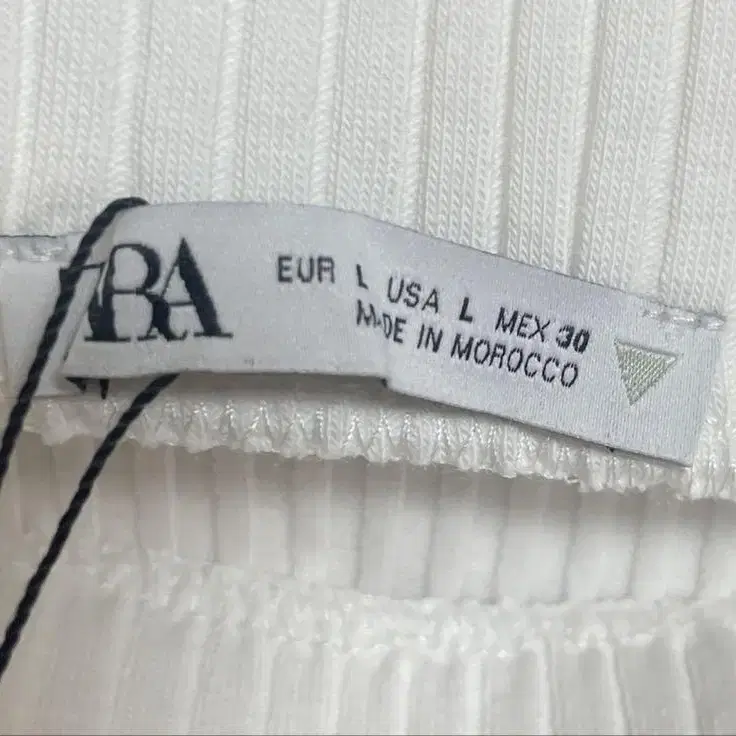 ZARA
EUR L USA L MEX 30
MADE IN MOROCCO